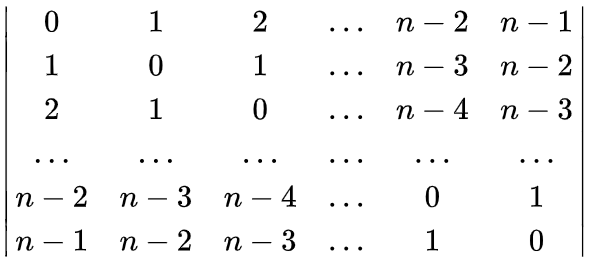 0 1 2 … n − 2 n − 1
1 0 1 … n − 3 n − 2
2 1 0 … n − 4 n − 3
… … … … … …
n − 2 n − 3 n − 4 … 0 1
n − 1 n − 2 n − 3 … 1 0